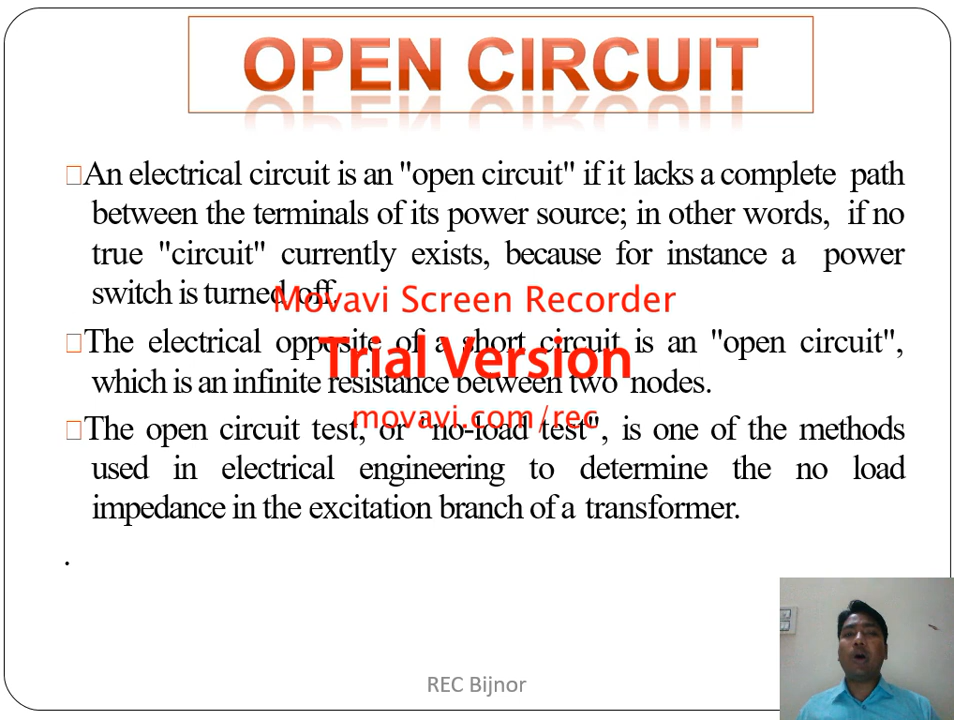 OPEN CIRCUIT
An electrical circuit is an "open circuit" if it lacks a complete path
between the terminals of its power source; in other words, if no
true "circuit" currently exists, because for instance a power
switch is turned off.
Movavi Screen Recorder
The electrical opposite of a short circuit is an "open circuit",
Trial Version
which is an infinite resistance between two nodes.
movavi.com/rec
The open circuit test, or "no-load test", is one of the methods
used in electrical engineering to determine the no load
impedance in the excitation branch of a transformer.
.
REC Bijnor